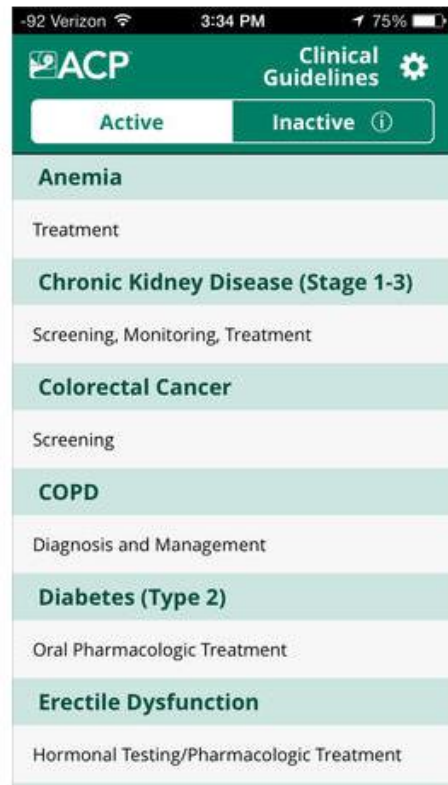 -92 Verizon 3:34 PM 75%
ACP
Clinical
Guidelines
Active Inactive
Anemia
Treatment
Chronic Kidney Disease (Stage 1-3)
Screening, Monitoring, Treatment
Colorectal Cancer
Screening
COPD
Diagnosis and Management
Diabetes (Type 2)
Oral Pharmacologic Treatment
Erectile Dysfunction
Hormonal Testing/Pharmacologic Treatment